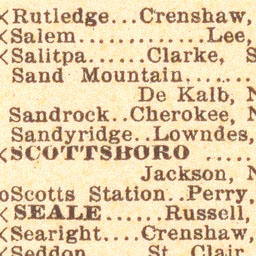 Rutledge...Crenshaw,
Salem.............Lee,
Salitpa......Clarke, S
Sand Mountain......
De Kalb, N
Sandrock..Cherokee, N
Sandyridge..Lowndes,
SCOTTSBORO .....
Jackson, N
Scotts Station..Perry,
SEALE......Russell,
Searight....Crenshaw,
Seddon.....St. Clair